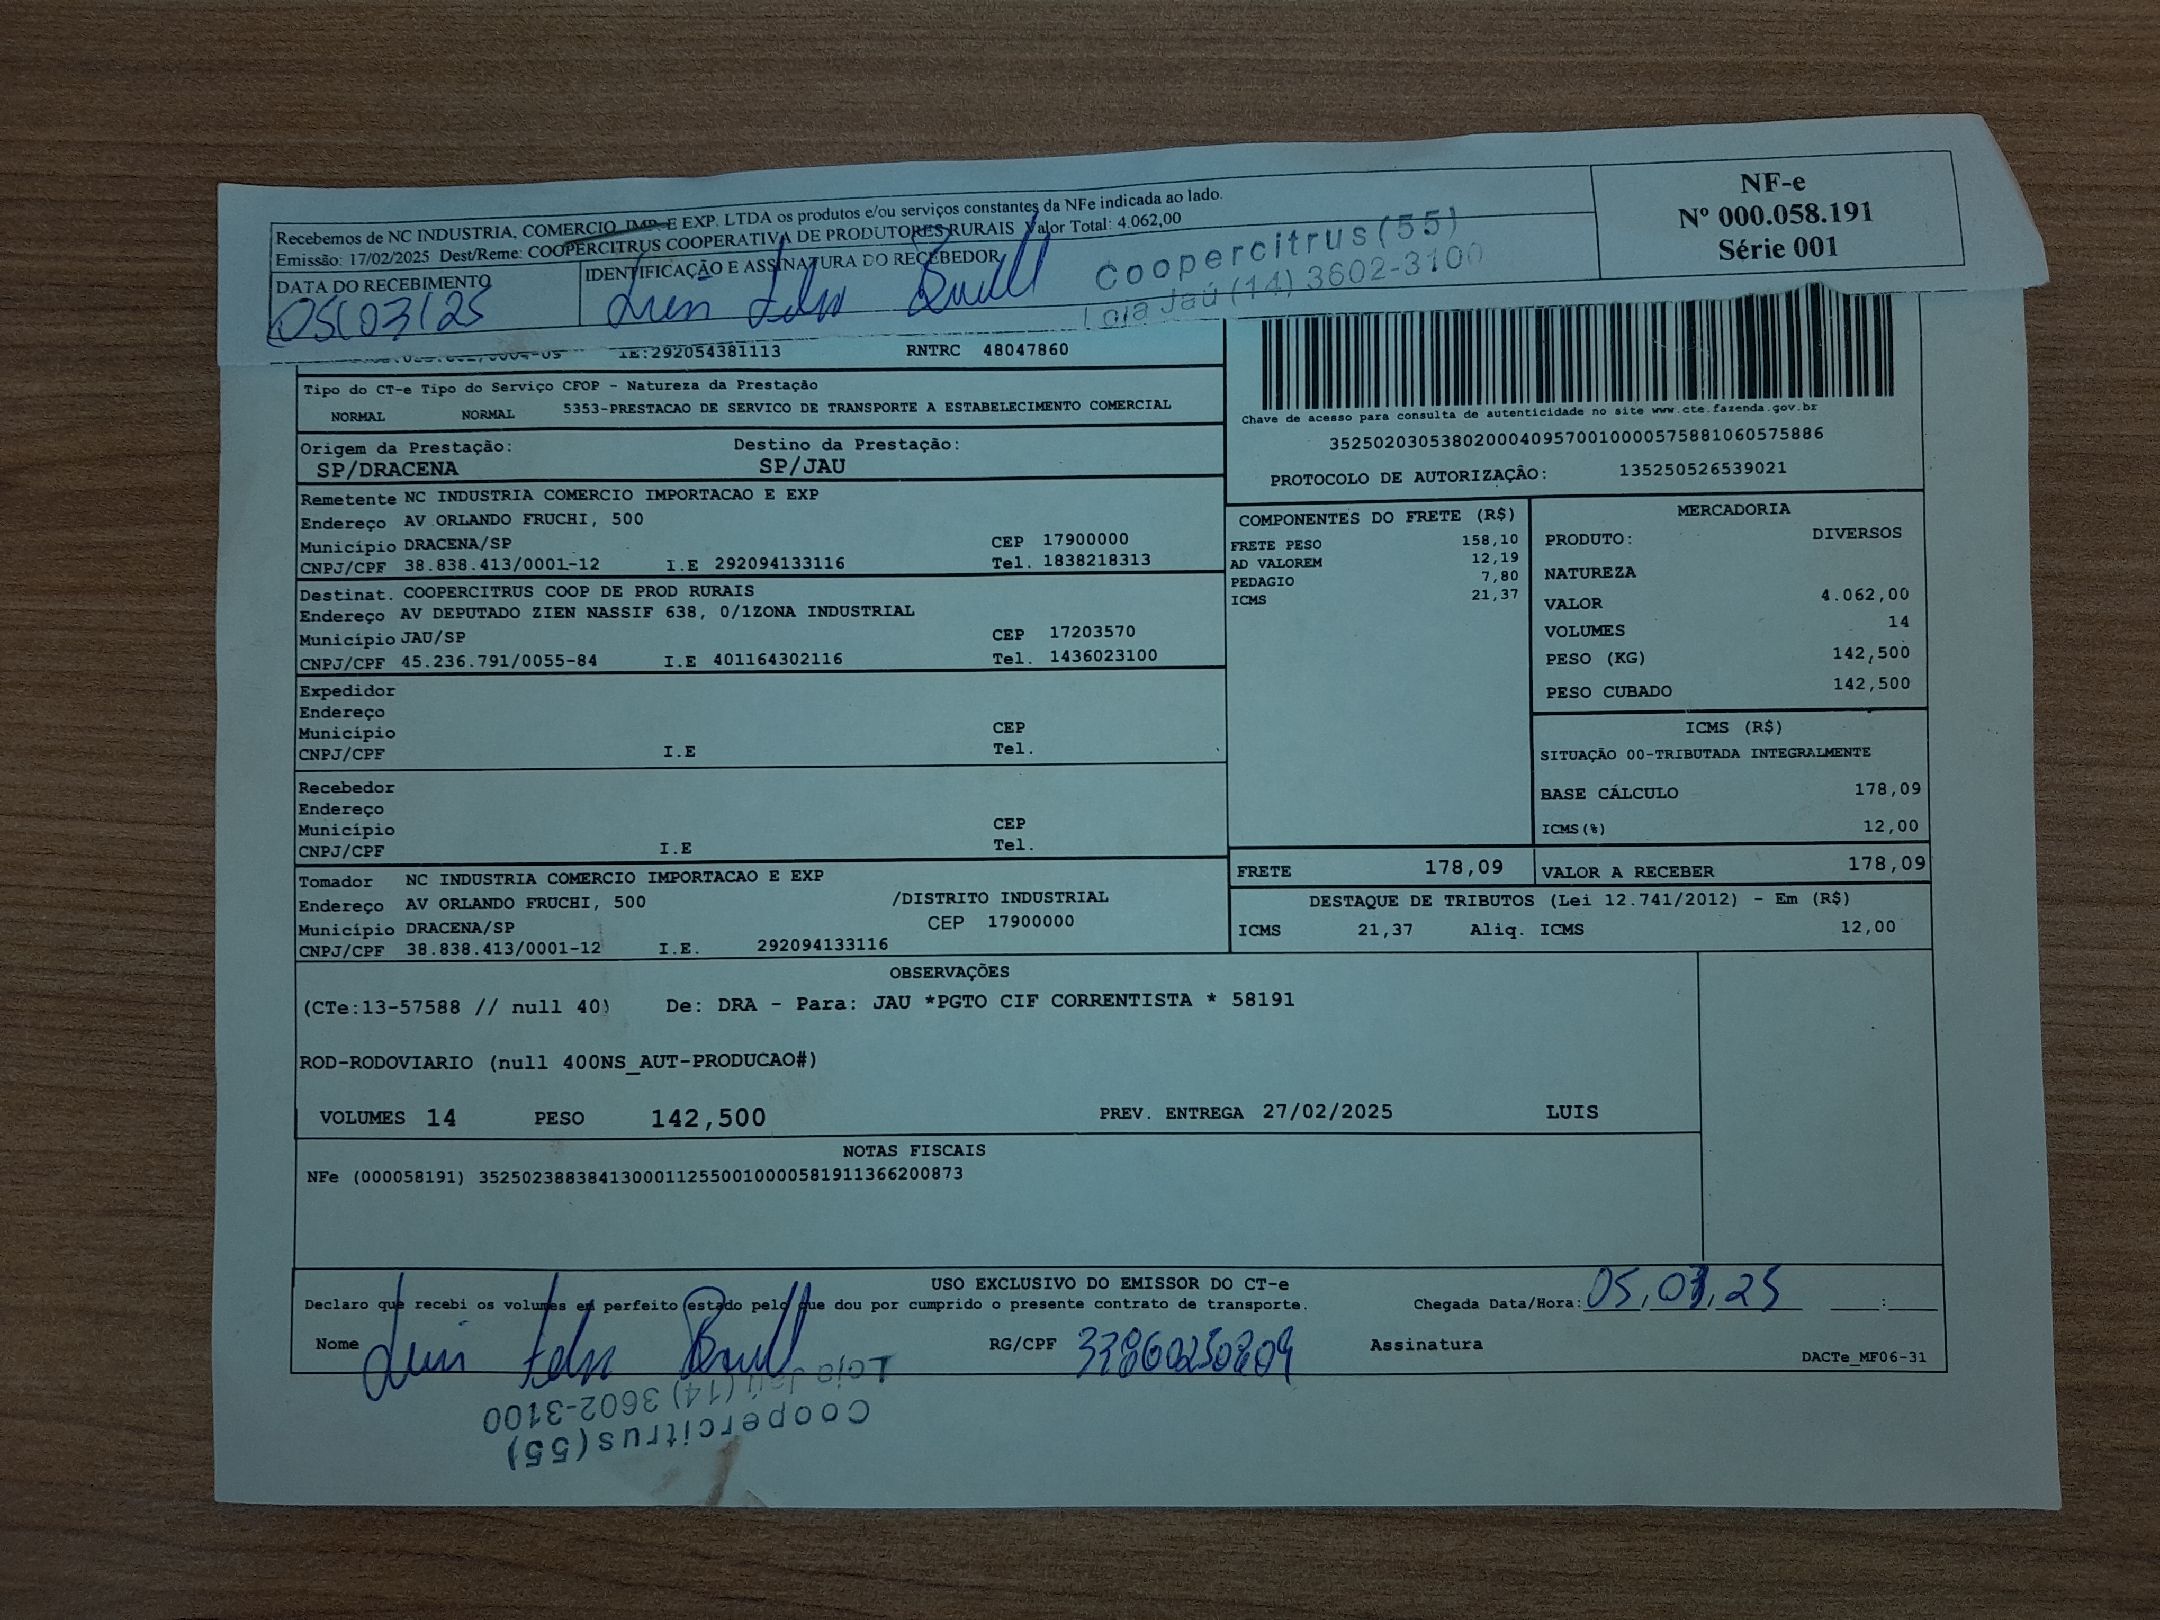 Recebemos de NC INDUSTRIA, COMERCIO, IMP. E EXP. LTDA os produtos e/ou serviços constantes da NFe indicada ao lado.
Emissão: 17/02/2025 Dest/Reme: COOPERCITRUS COOPERATIVA DE PRODUTORES RURAIS Valor Total: 4.062,00
DATA DO RECEBIMENTO
05/03/25
IDENTIFICAÇÃO E ASSINATURA DO RECEBEDOR
Coopercitrus (55)
Loja Jaú (14) 3602-3100
NF-e
Nº 000.058.191
Série 001
IE:292054381113 RNTRC 48047860
Tipo do CT-e Tipo do Serviço CFOP - Natureza da Prestação
NORMAL NORMAL 5353-PRESTACAO DE SERVICO DE TRANSPORTE A ESTABELECIMENTO COMERCIAL
Origem da Prestação: Destino da Prestação:
SP/DRACENA SP/JAU
Chave de acesso para consulta de autenticidade no site www.cte.fazenda.gov.br
35250203053802000409570010000575881060575886
PROTOCOLO DE AUTORIZAÇÃO: 135250526539021
Remetente NC INDUSTRIA COMERCIO IMPORTACAO E EXP
Endereço AV ORLANDO FRUCHI, 500
Município DRACENA/SP CEP 17900000
CNPJ/CPF 38.838.413/0001-12 I.E 292094133116 Tel. 1838218313
Destinat. COOPERCITRUS COOP DE PROD RURAIS
Endereço AV DEPUTADO ZIEN NASSIF 638, 0/1ZONA INDUSTRIAL
Município JAU/SP CEP 17203570
CNPJ/CPF 45.236.791/0055-84 I.E 401164302116 Tel. 1436023100
Expedidor
Endereço
Município CEP
CNPJ/CPF I.E Tel.
Recebedor
Endereço
Município CEP
CNPJ/CPF I.E Tel.
Tomador NC INDUSTRIA COMERCIO IMPORTACAO E EXP
Endereço AV ORLANDO FRUCHI, 500 /DISTRITO INDUSTRIAL
Município DRACENA/SP CEP 17900000
CNPJ/CPF 38.838.413/0001-12 I.E. 292094133116
COMPONENTES DO FRETE (R$)
FRETE PESO 158,10
AD VALOREM 12,19
PEDAGIO 7,80
ICMS 21,37
MERCADORIA
PRODUTO: DIVERSOS
NATUREZA
VALOR 4.062,00
VOLUMES 14
PESO (KG) 142,500
PESO CUBADO 142,500
ICMS (R$)
SITUAÇÃO 00-TRIBUTADA INTEGRALMENTE
BASE CÁLCULO 178,09
ICMS(%) 12,00
FRETE 178,09 VALOR A RECEBER 178,09
DESTAQUE DE TRIBUTOS (Lei 12.741/2012) - Em (R$)
ICMS 21,37 Aliq. ICMS 12,00
OBSERVAÇÕES
(CTe:13-57588 // null 40) De: DRA - Para: JAU *PGTO CIF CORRENTISTA * 58191
ROD-RODOVIARIO (null 400NS_AUT-PRODUCAO#)
VOLUMES 14 PESO 142,500 PREV. ENTREGA 27/02/2025 LUIS
NOTAS FISCAIS
NFe (000058191) 35250238838413000112550010000581911366200873
USO EXCLUSIVO DO EMISSOR DO CT-e
Declaro que recebi os volumes em perfeito estado pelo que dou por cumprido o presente contrato de transporte. Chegada Data/Hora: 05,03,25 :
Nome RG/CPF Assinatura
DACTe_MF06-31
Coopercitrus (55)
Loja Jaú (14) 3602-3100